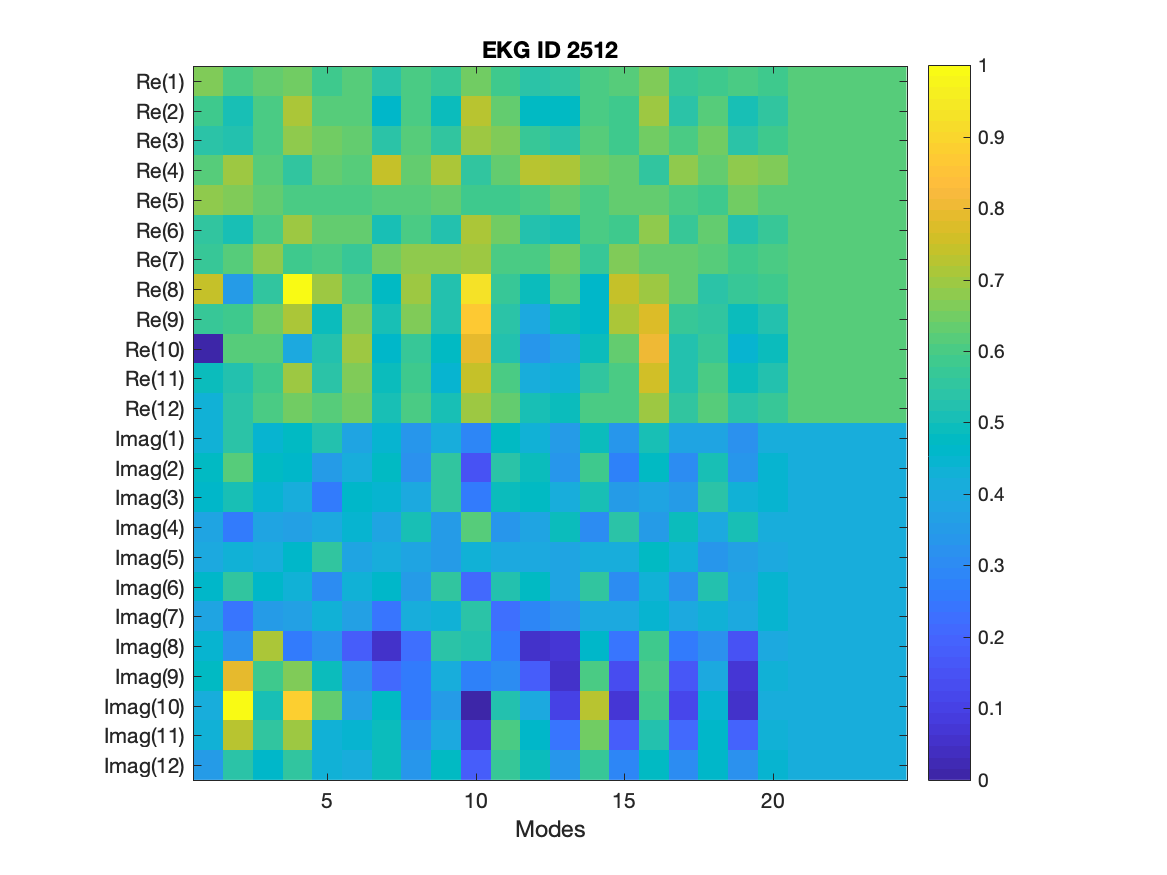 EKG ID 2512
Re(1)
Re(2)
Re(3)
Re(4)
Re(5)
Re(6)
Re(7)
Re(8)
Re(9)
Re(10)
Re(11)
Re(12)
Imag(1)
Imag(2)
Imag(3)
Imag(4)
Imag(5)
Imag(6)
Imag(7)
Imag(8)
Imag(9)
Imag(10)
Imag(11)
Imag(12)
5 10 15 20
Modes
1
0.9
0.8
0.7
0.6
0.5
0.4
0.3
0.2
0.1
0